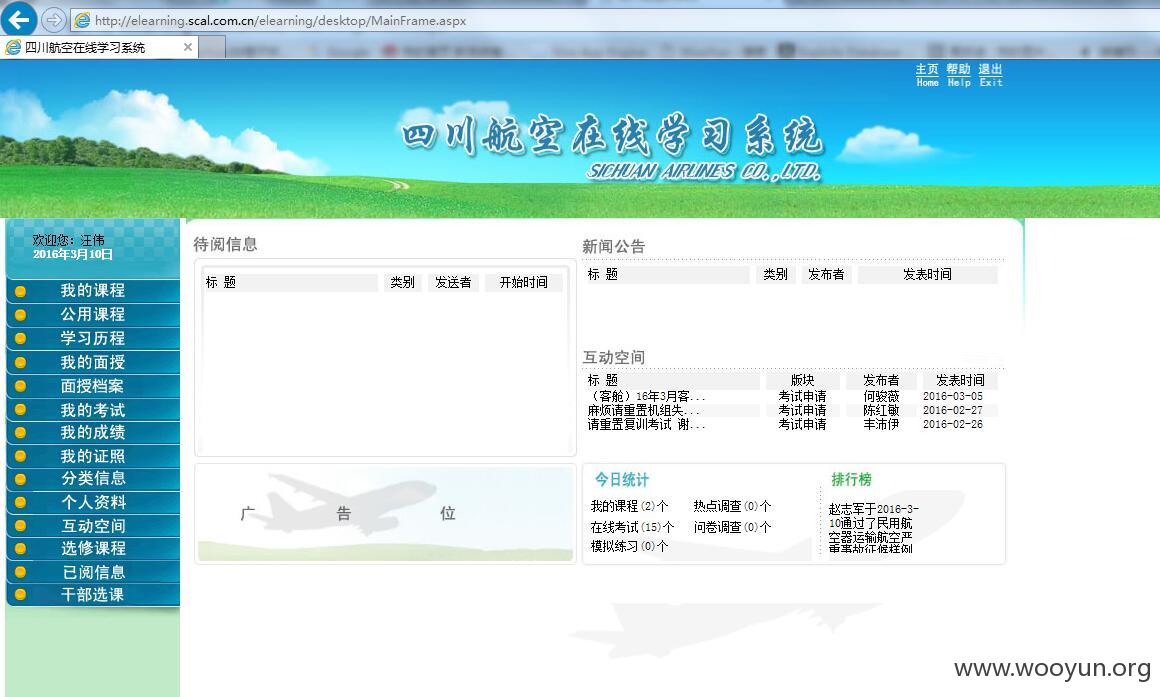 http://elearning.scal.com.cn/elearning/desktop/MainFrame.aspx
四川航空在线学习系统
主页 帮助 退出
Home Help Exit
四川航空在线学习系统
SICHUAN AIRLINES CO.,LTD.
欢迎您：汪伟
2016年3月10日
我的课程
公用课程
学习历程
我的面授
面授档案
我的考试
我的成绩
我的证照
分类信息
个人资料
互动空间
选修课程
已阅信息
干部选课
待阅信息
标 题 类别 发送者 开始时间
广 告 位
新闻公告
标 题 类别 发布者 发表时间
互动空间
标 题 版块 发布者 发表时间
（客舱）16年3月客... 考试申请 何骏薇 2016-03-05
麻烦请重置机组失... 考试申请 陈红敏 2016-02-27
请重置复训考试 谢... 考试申请 丰沛伊 2016-02-26
今日统计
我的课程(2)个 热点调查(0)个
在线考试(15)个 问卷调查(0)个
模拟练习(0)个
排行榜
赵志军于2016-3-
10通过了民用航
空器运输航空严
重事故征候样例
www.wooyun.org